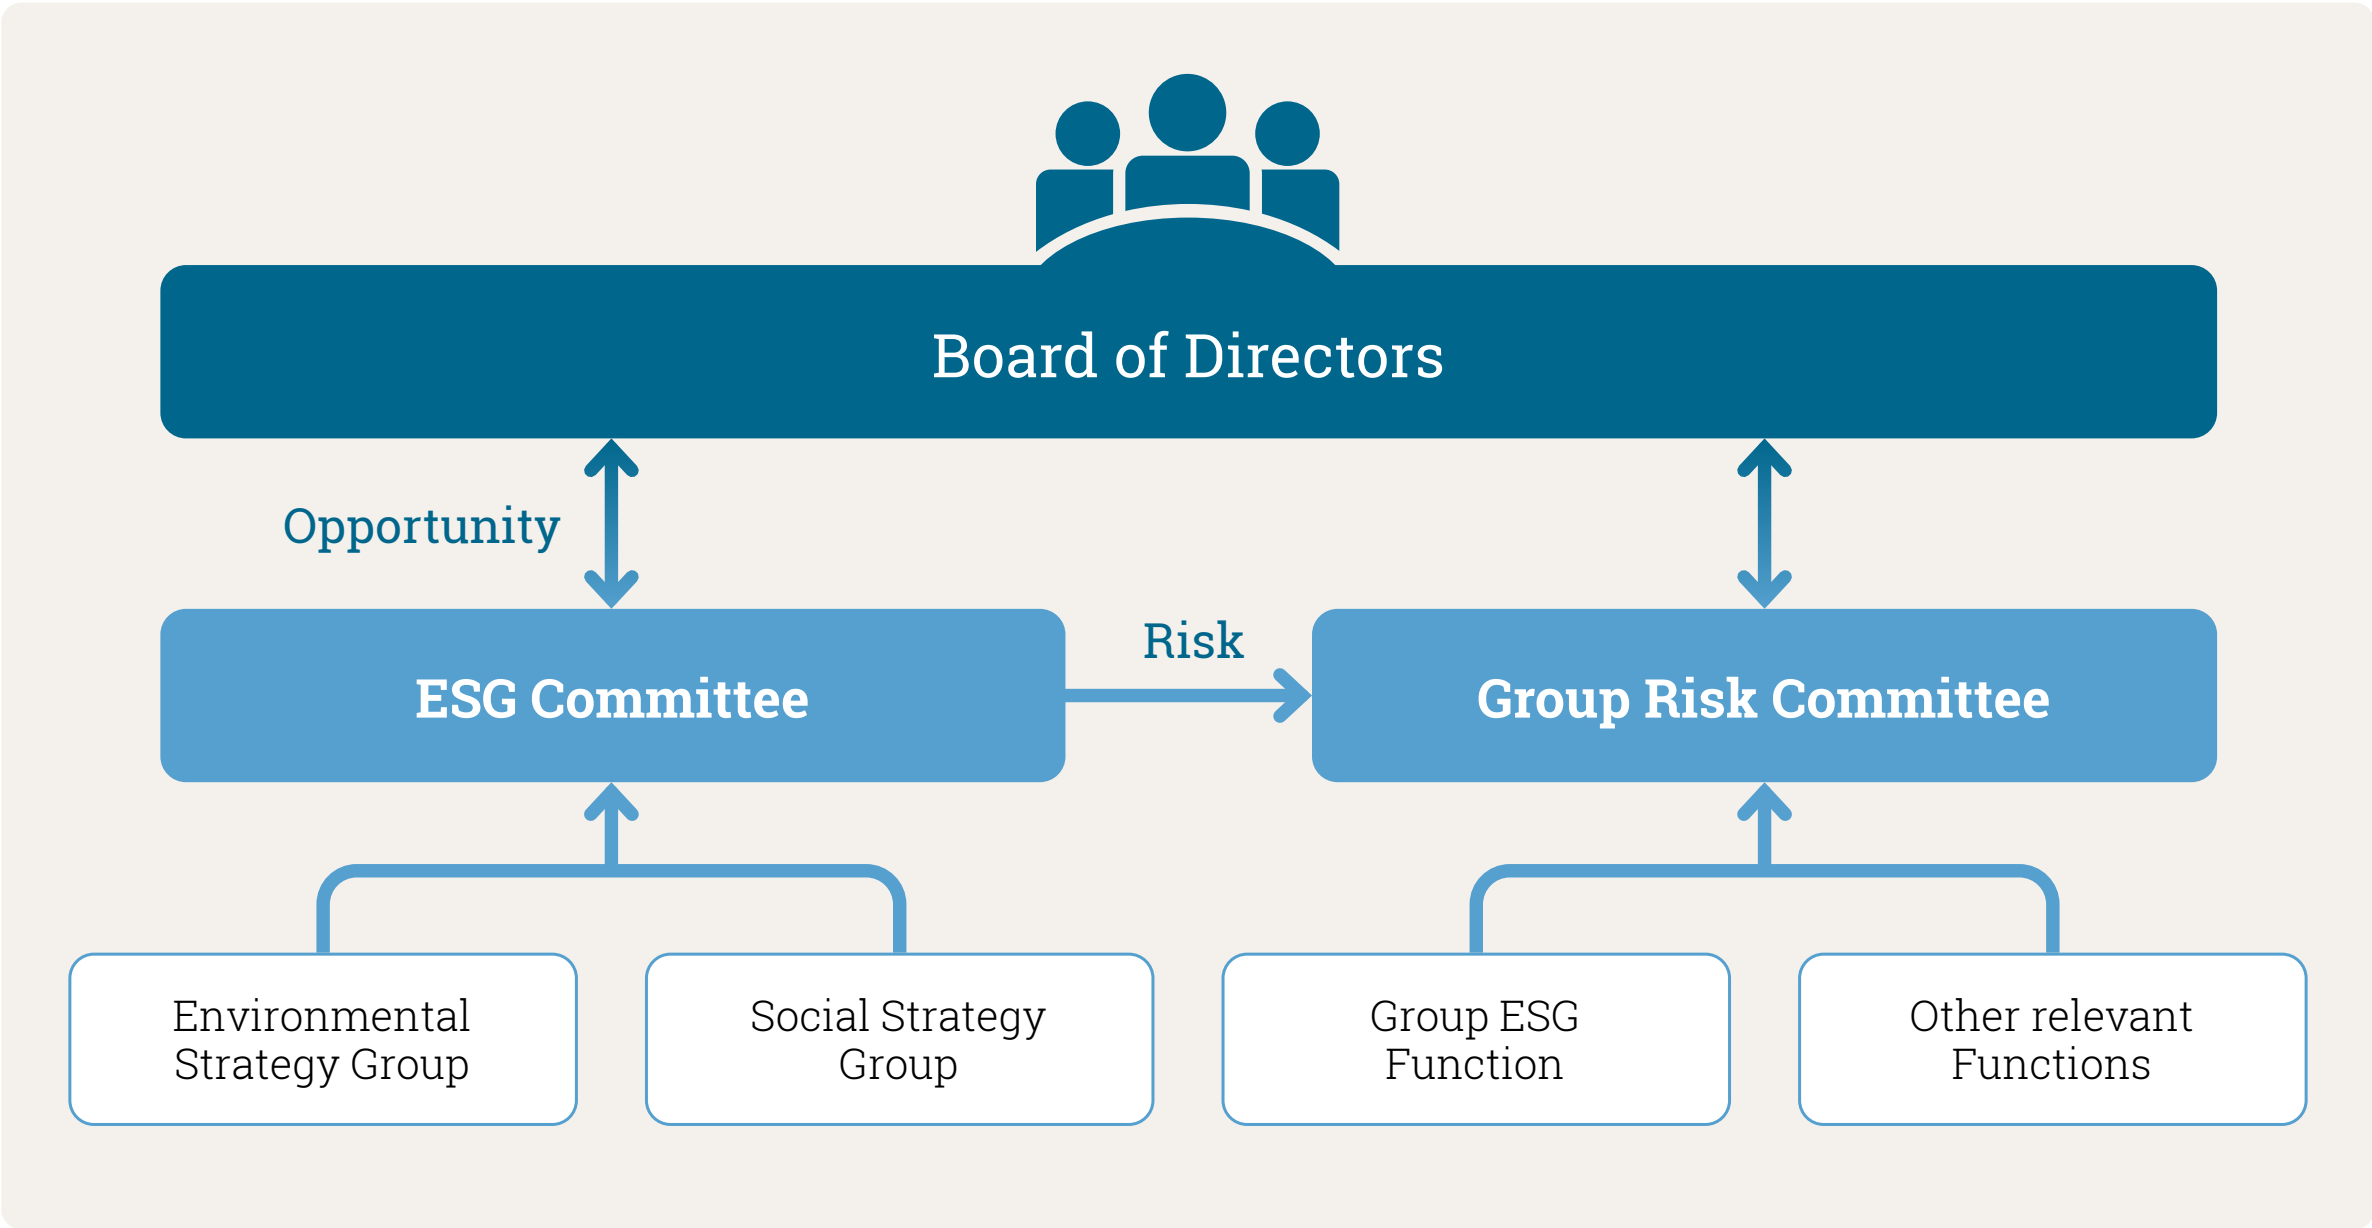 Board of Directors
Opportunity
Risk
ESG Committee
Group Risk Committee
Environmental
Strategy Group
Social Strategy
Group
Group ESG
Function
Other relevant
Functions